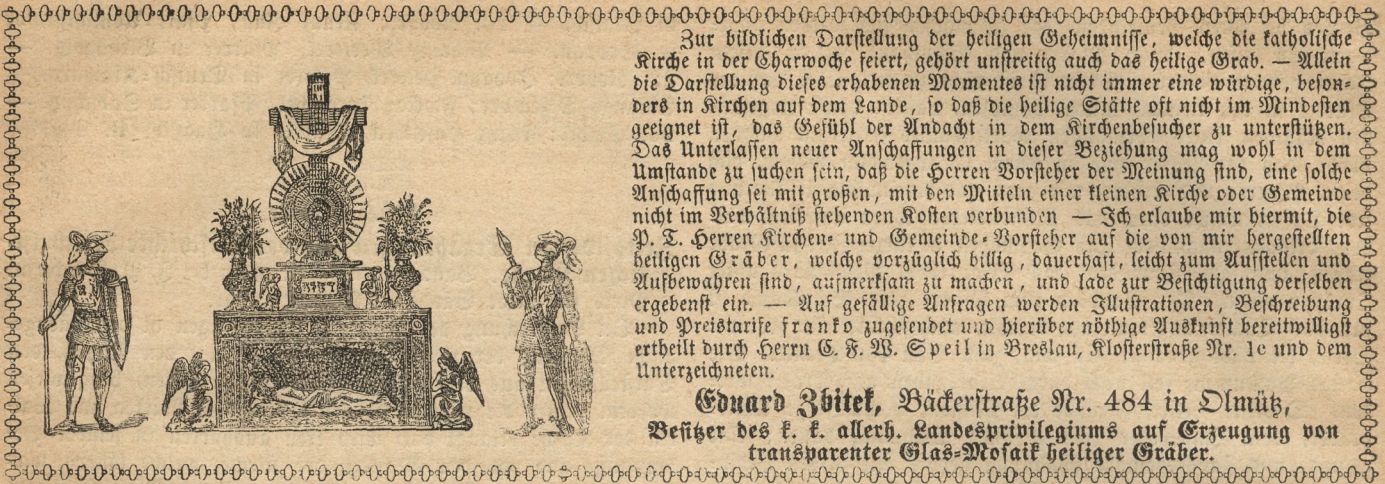 Zur bildlichen Darstellung der heiligen Geheimnisse, welche die katholische
Kirche in der Charwoche feiert, gehört unstreitig auch das heilige Grab. — Allein
die Darstellung dieses erhabenen Momentes ist nicht immer eine würdige, beson-
ders in Kirchen auf dem Lande, so daß die heilige Stätte oft nicht im Mindesten
geeignet ist, das Gefühl der Andacht in dem Kirchenbesucher zu unterstützen.
Das Unterlassen neuer Anschaffungen in dieser Beziehung mag wohl in dem
Umstande zu suchen sein, daß die Herren Vorsteher der Meinung sind, eine solche
Anschaffung sei mit großen, mit den Mitteln einer kleinen Kirche oder Gemeinde
nicht im Verhältniß stehenden Kosten verbunden — Ich erlaube mir hiermit, die
P. T. Herren Kirchen- und Gemeinde-Vorsteher auf die von mir hergestellten
heiligen Gräber, welche vorzüglich billig, dauerhaft, leicht zum Aufstellen und
Aufbewahren sind, aufmerksam zu machen, und lade zur Besichtigung derselben
ergebenst ein. — Auf gefällige Anfragen werden Illustrationen, Beschreibung
und Preistarife franko zugesendet und hierüber nöthige Auskunft bereitwilligst
ertheilt durch Herrn C. F. W. Speil in Breslau, Klosterstraße Nr. 1c und dem
Unterzeichneten.
Eduard Zbitek, Bäckerstraße Nr. 484 in Olmütz,
Besitzer des k. k. allerh. Landesprivilegiums auf Erzeugung von
transparenter Glas-Mosaik heiliger Gräber.